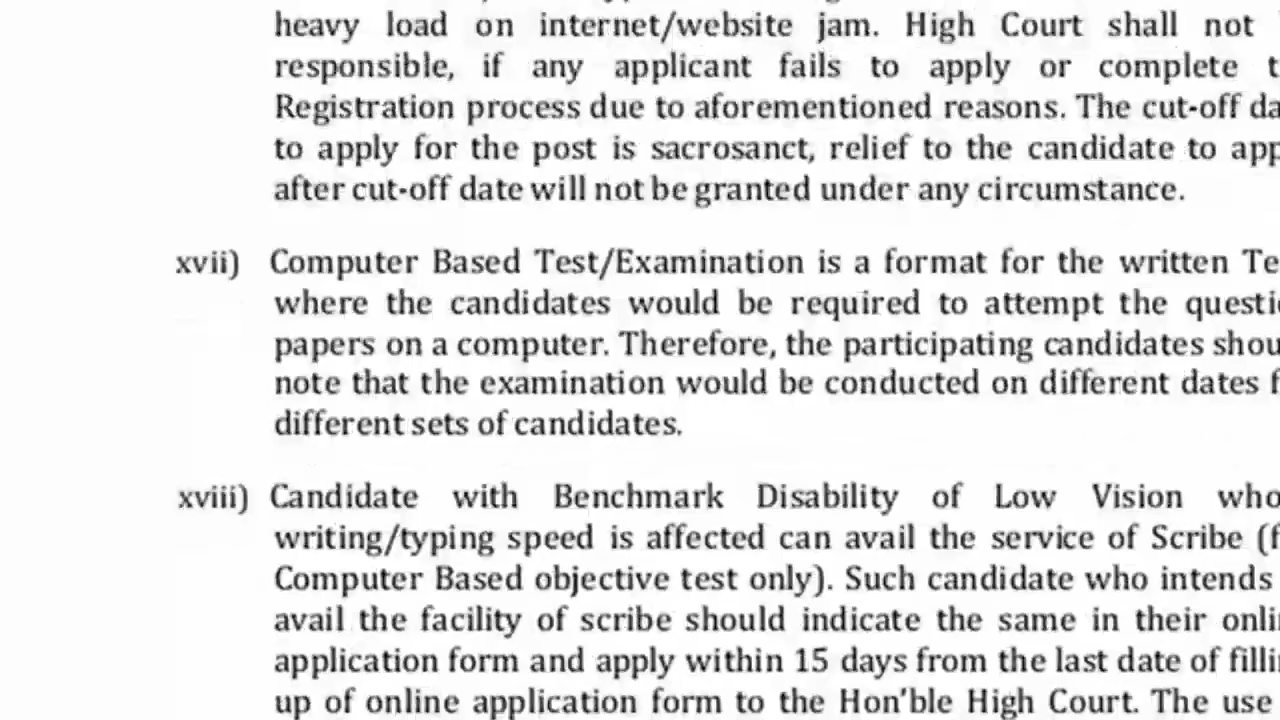 heavy load on internet/website jam. High Court shall not
responsible, if any applicant fails to apply or complete
Registration process due to aforementioned reasons. The cut-off
to apply for the post is sacrosanct, relief to the candidate to
after cut-off date will not be granted under any circumstance.
xvii) Computer Based Test/Examination is a format for the written
where the candidates would be required to attempt the
papers on a computer. Therefore, the participating candidates
note that the examination would be conducted on different dates
different sets of candidates.
xviii) Candidate with Benchmark Disability of Low Vision
writing/typing speed is affected can avail the service of Scribe
Computer Based objective test only). Such candidate who intends
avail the facility of scribe should indicate the same in their
application form and apply within 15 days from the last date of
up of online application form to the Hon'ble High Court. The use